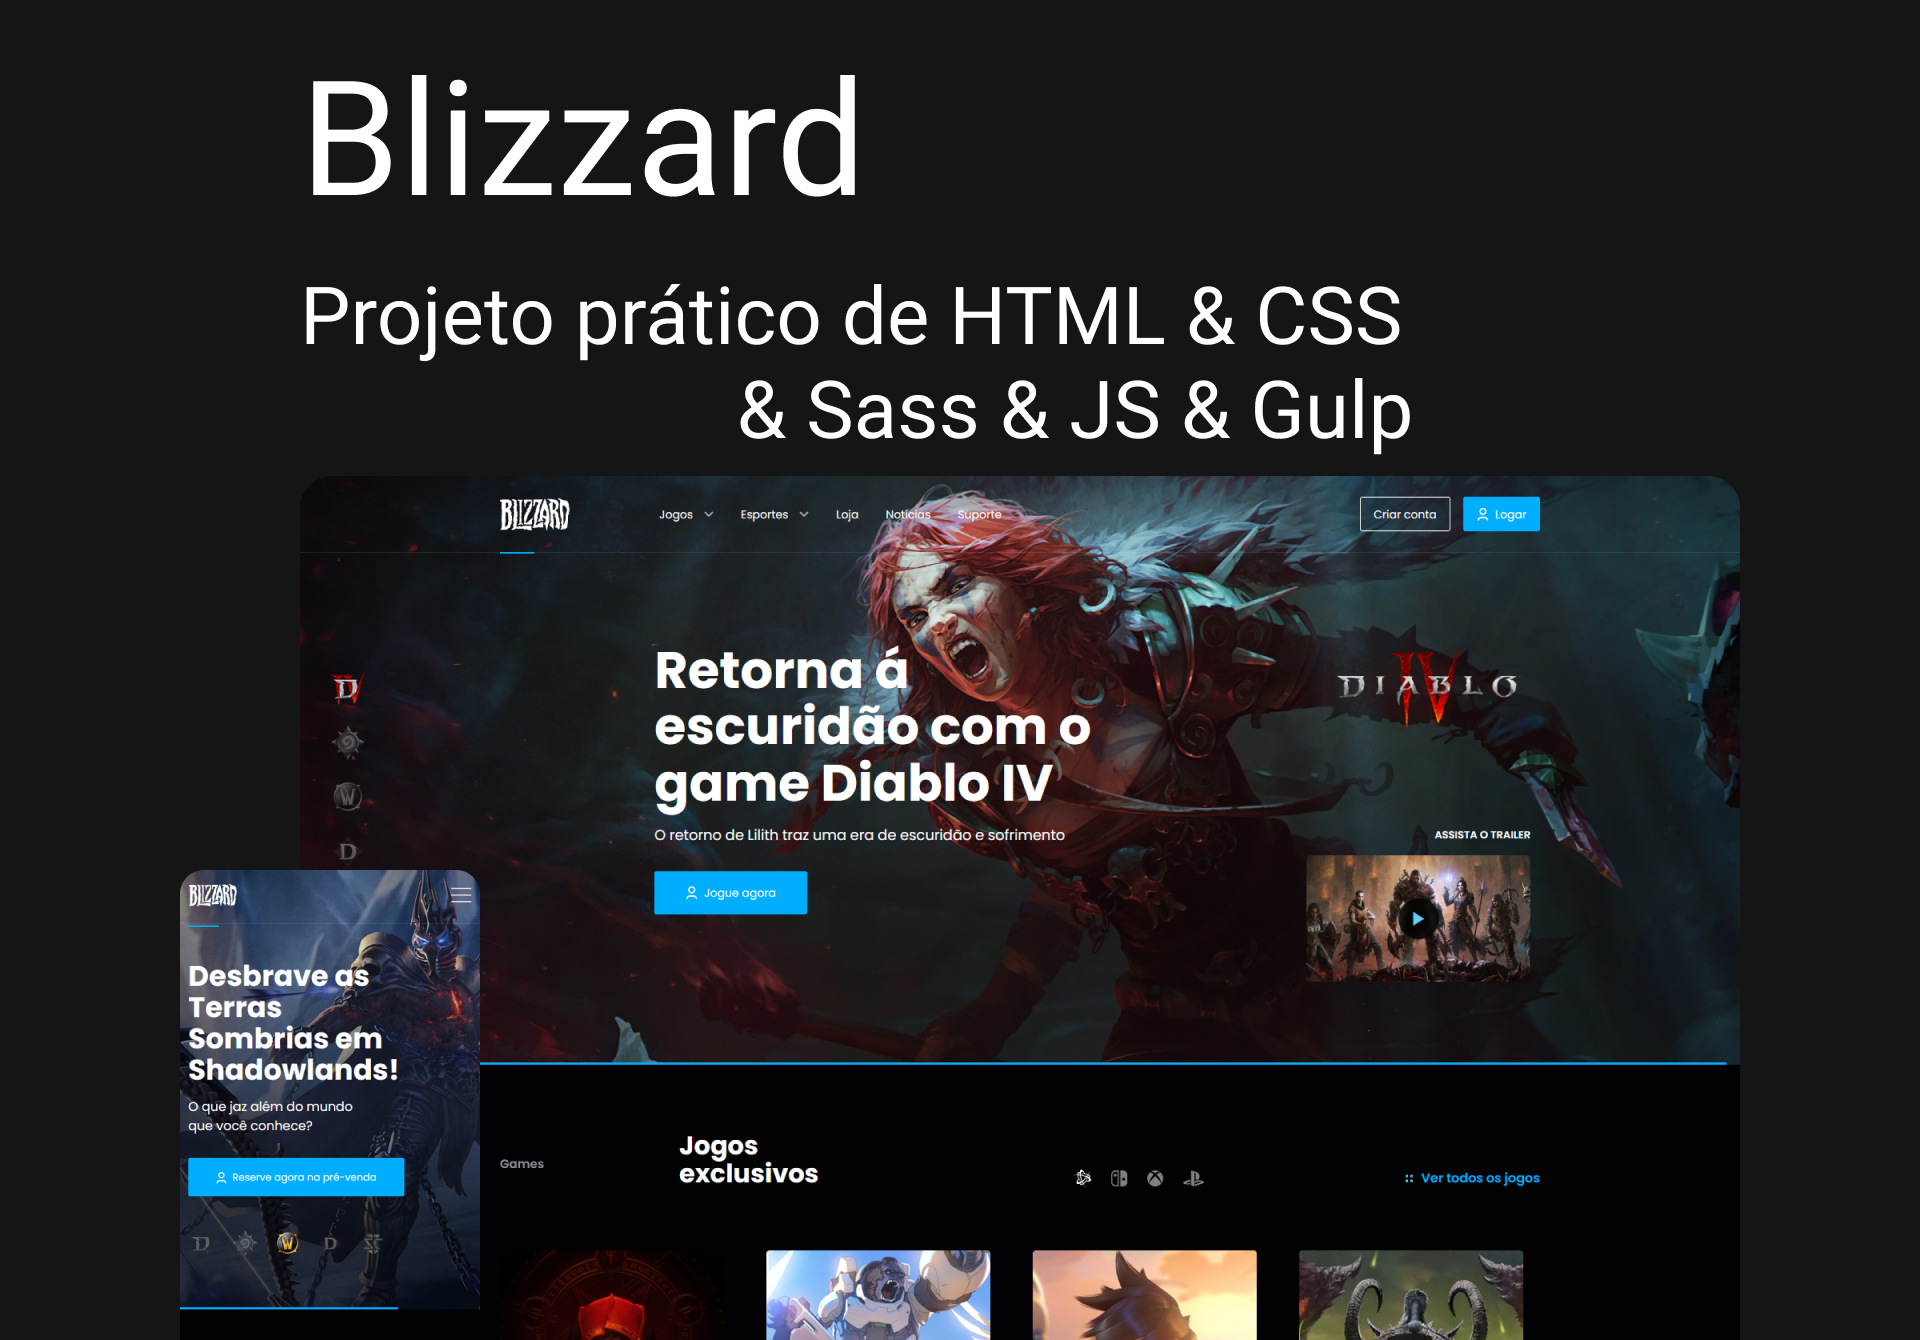 Blizzard
Projeto prático de HTML & CSS
& Sass & JS & Gulp
BLIZZARD
Jogos
Esportes
Loja
Notícias
Suporte
Criar conta
Logar
Retorna á
escuridão com o
game Diablo IV
O retorno de Lilith traz uma era de escuridão e sofrimento
Jogue agora
DIABLO
IV
ASSISTA O TRAILER
D
IV
W
D
BLIZZARD
Desbrave as
Terras
Sombrias em
Shadowlands!
O que jaz além do mundo
que você conhece?
Reserve agora na pré-venda
D
W
D
Games
Jogos
exclusivos
Ver todos os jogos